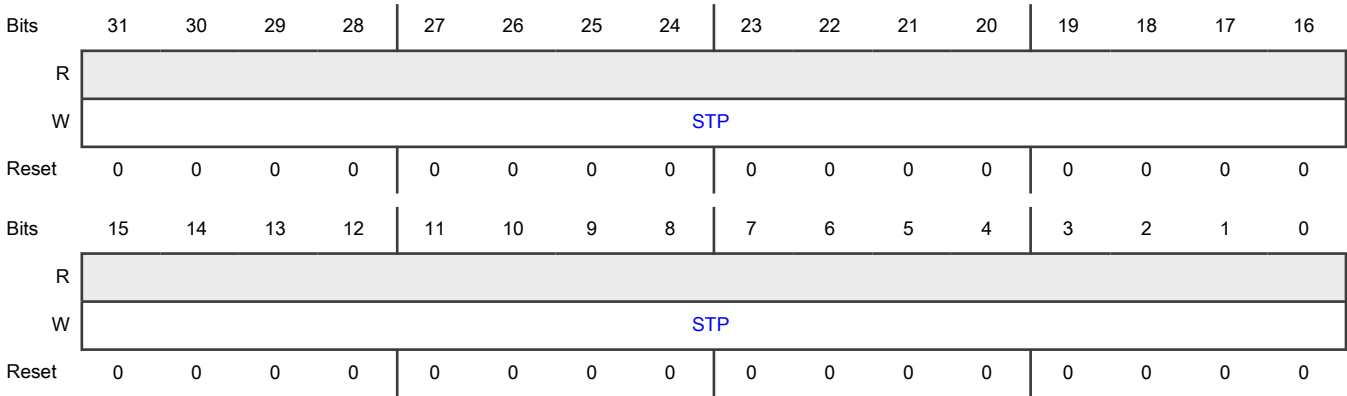 Bits 31 30 29 28 27 26 25 24 23 22 21 20 19 18 17 16
R
W STP
Reset 0 0 0 0 0 0 0 0 0 0 0 0 0 0 0 0
Bits 15 14 13 12 11 10 9 8 7 6 5 4 3 2 1 0
R
W STP
Reset 0 0 0 0 0 0 0 0 0 0 0 0 0 0 0 0